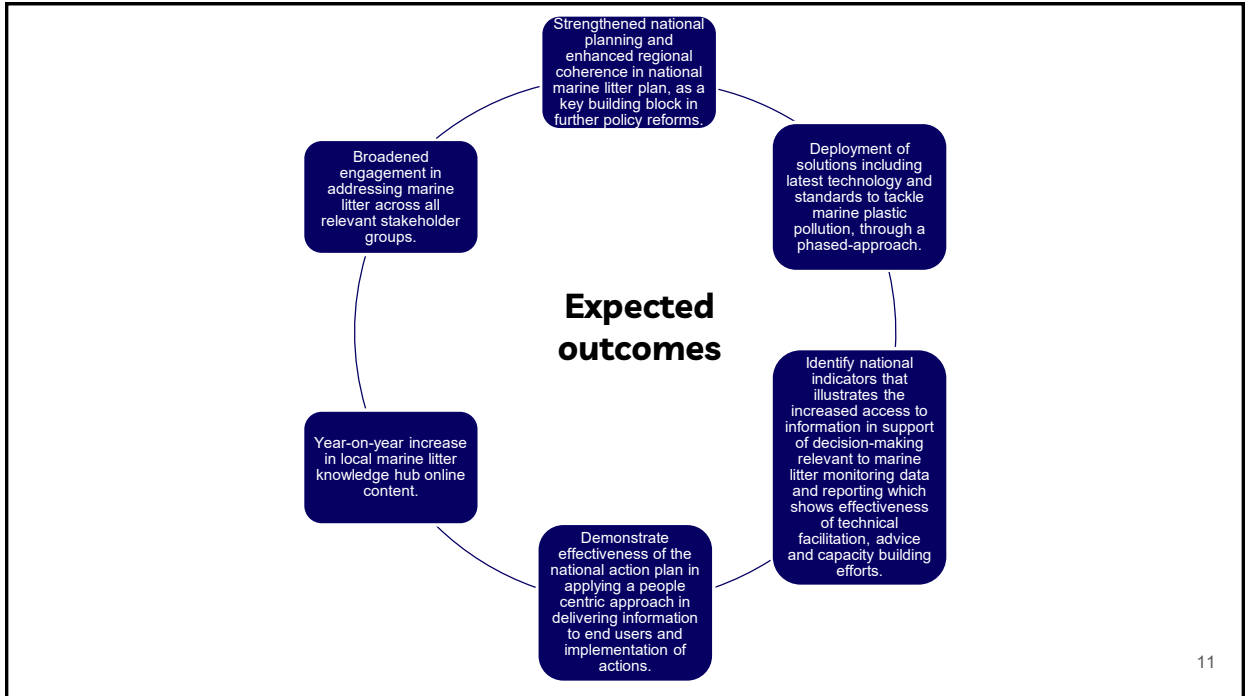 Strengthened national
planning and
enhanced regional
coherence in national
marine litter plan, as a
key building block in
further policy reforms.
Deployment of
solutions including
latest technology and
standards to tackle
marine plastic
pollution, through a
phased-approach.
Identify national
indicators that
illustrates the
increased access to
information in support
of decision-making
relevant to marine
litter monitoring data
and reporting which
shows effectiveness
of technical
facilitation, advice
and capacity building
efforts.
Demonstrate
effectiveness of the
national action plan in
applying a people
centric approach in
delivering information
to end users and
implementation of
actions.
Year-on-year increase
in local marine litter
knowledge hub online
content.
Broadened
engagement in
addressing marine
litter across all
relevant stakeholder
groups.
Expected
outcomes
11